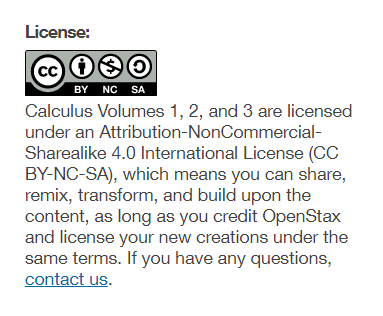 License:
cc
BY NC SA
Calculus Volumes 1, 2, and 3 are licensed
under an Attribution-NonCommercial-
Sharealike 4.0 International License (CC
BY-NC-SA), which means you can share,
remix, transform, and build upon the
content, as long as you credit OpenStax
and license your new creations under the
same terms. If you have any questions,
contact us.